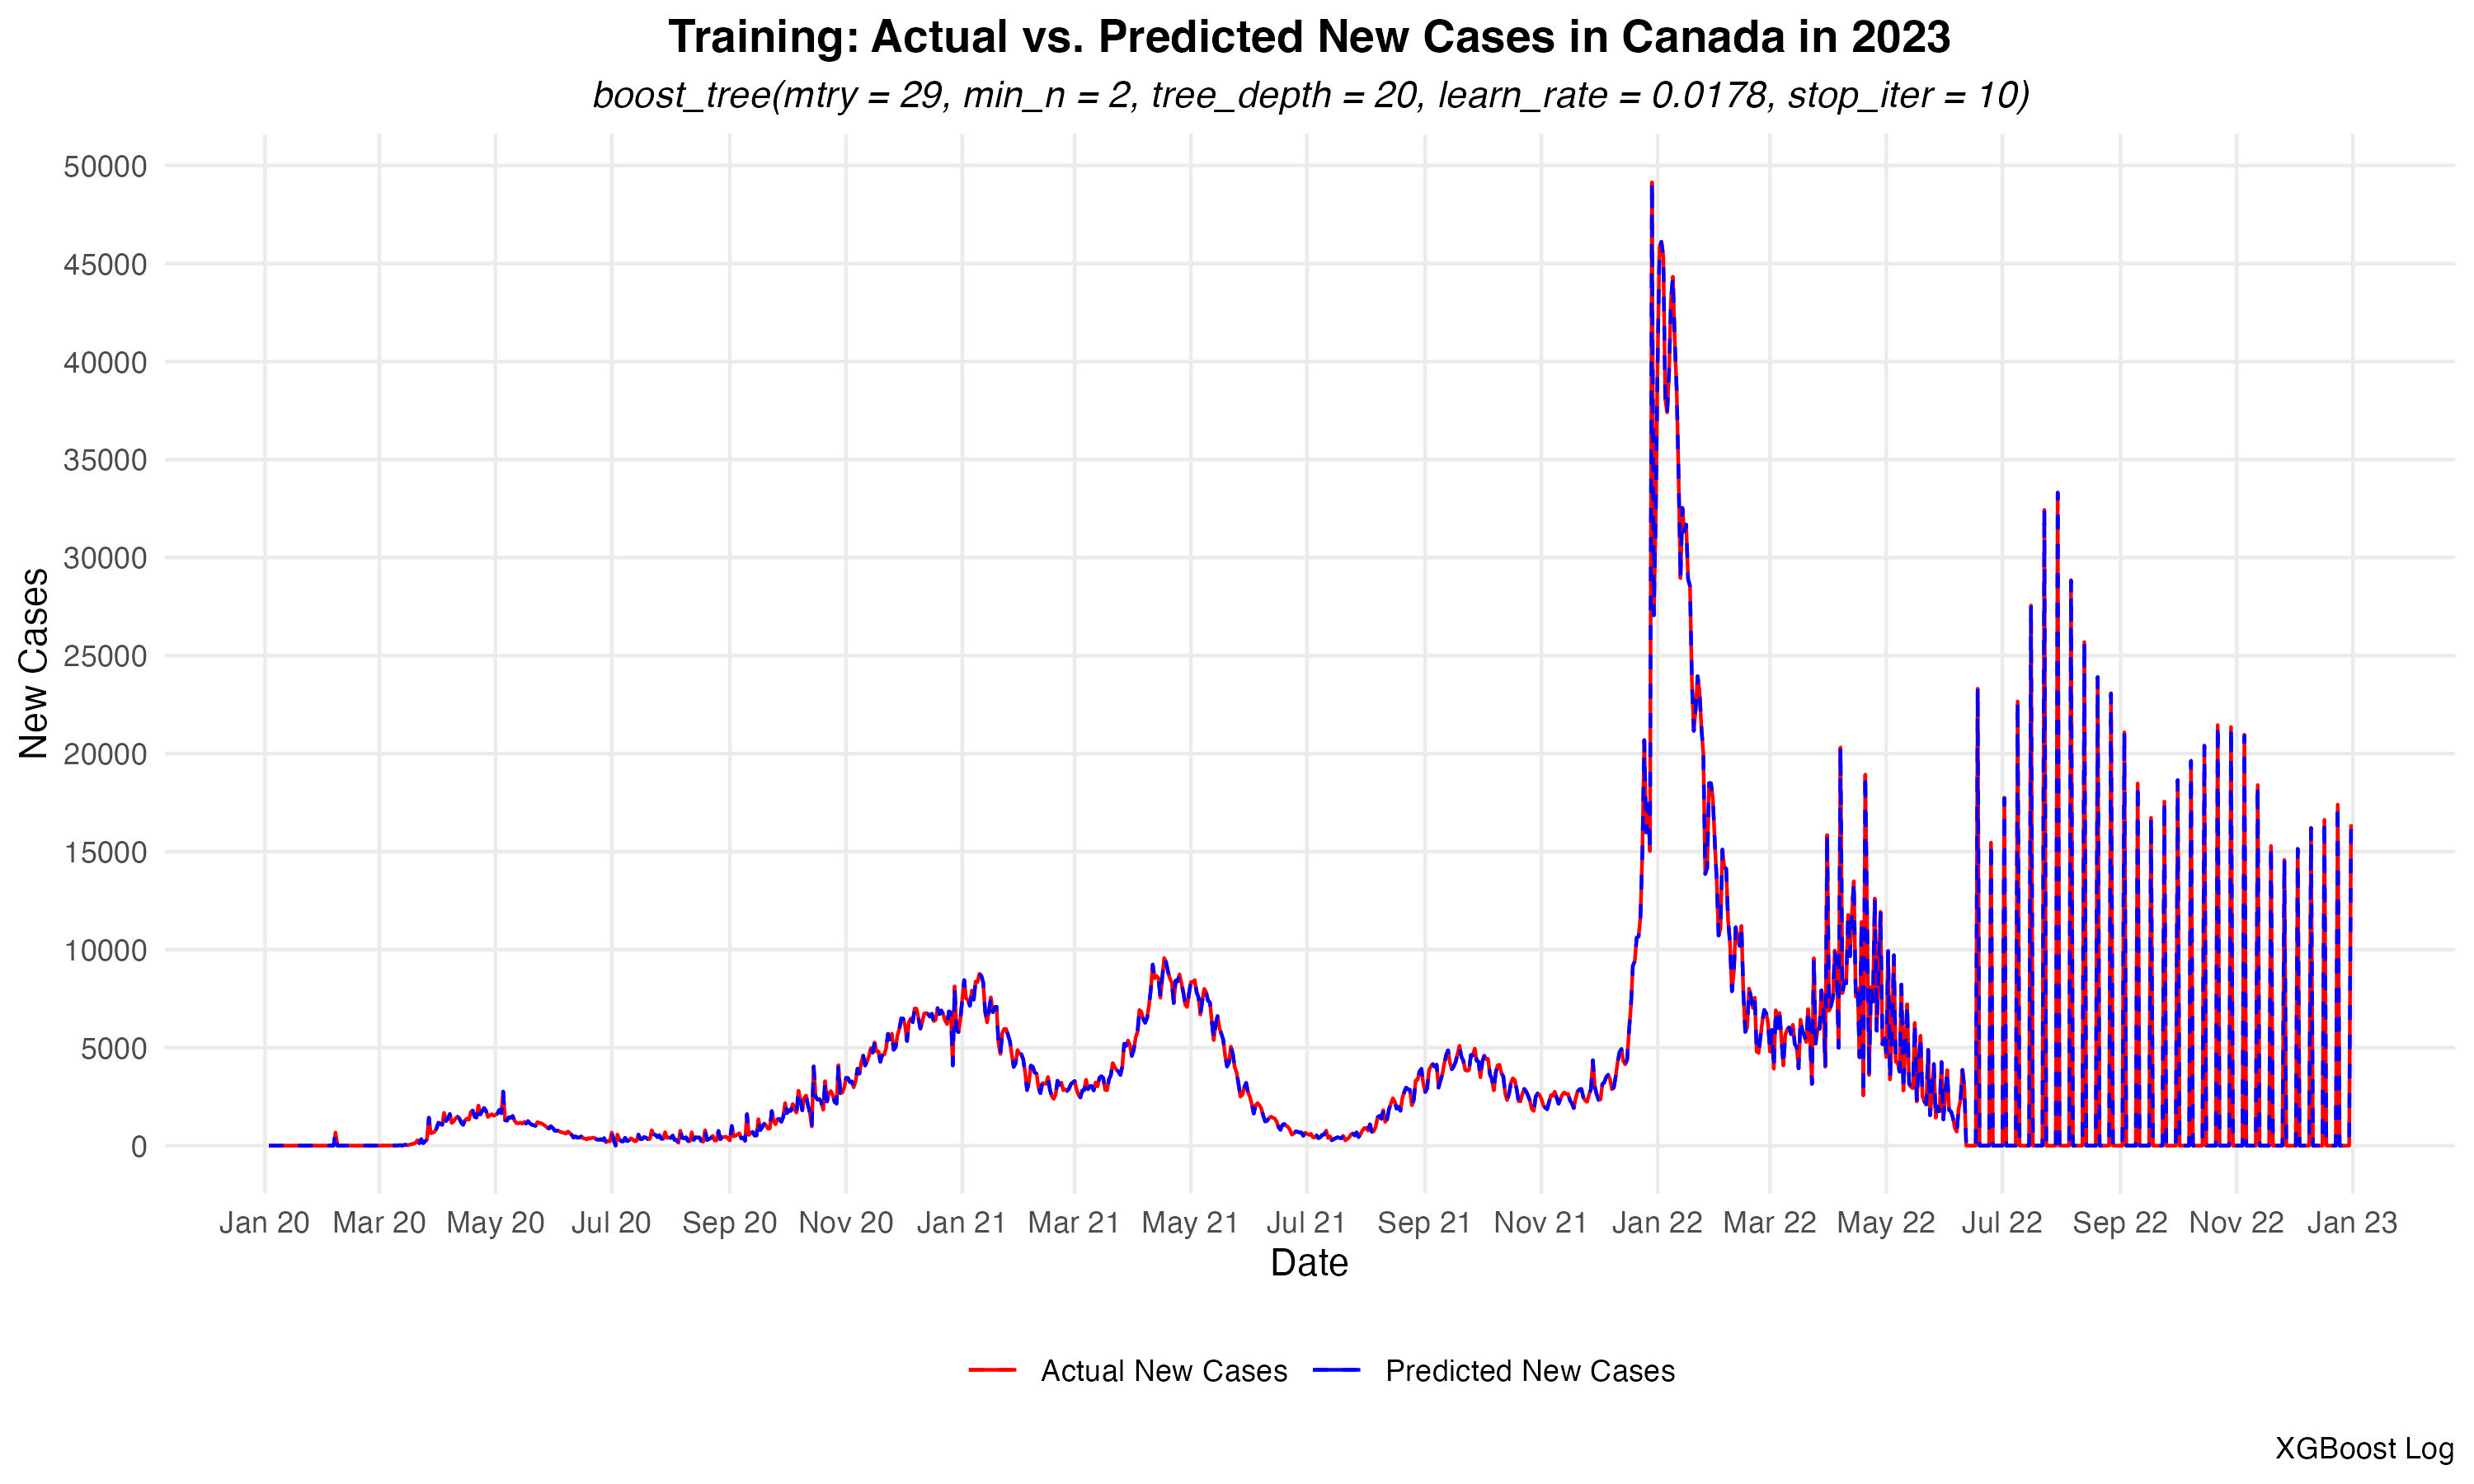 Training: Actual vs. Predicted New Cases in Canada in 2023
boost_tree(mtry = 29, min_n = 2, tree_depth = 20, learn_rate = 0.0178, stop_iter = 10)
New Cases
50000
45000
40000
35000
30000
25000
20000
15000
10000
5000
0
Jan 20 Mar 20 May 20 Jul 20 Sep 20 Nov 20 Jan 21 Mar 21 May 21 Jul 21 Sep 21 Nov 21 Jan 22 Mar 22 May 22 Jul 22 Sep 22 Nov 22 Jan 23
Date
Actual New Cases Predicted New Cases
XGBoost Log